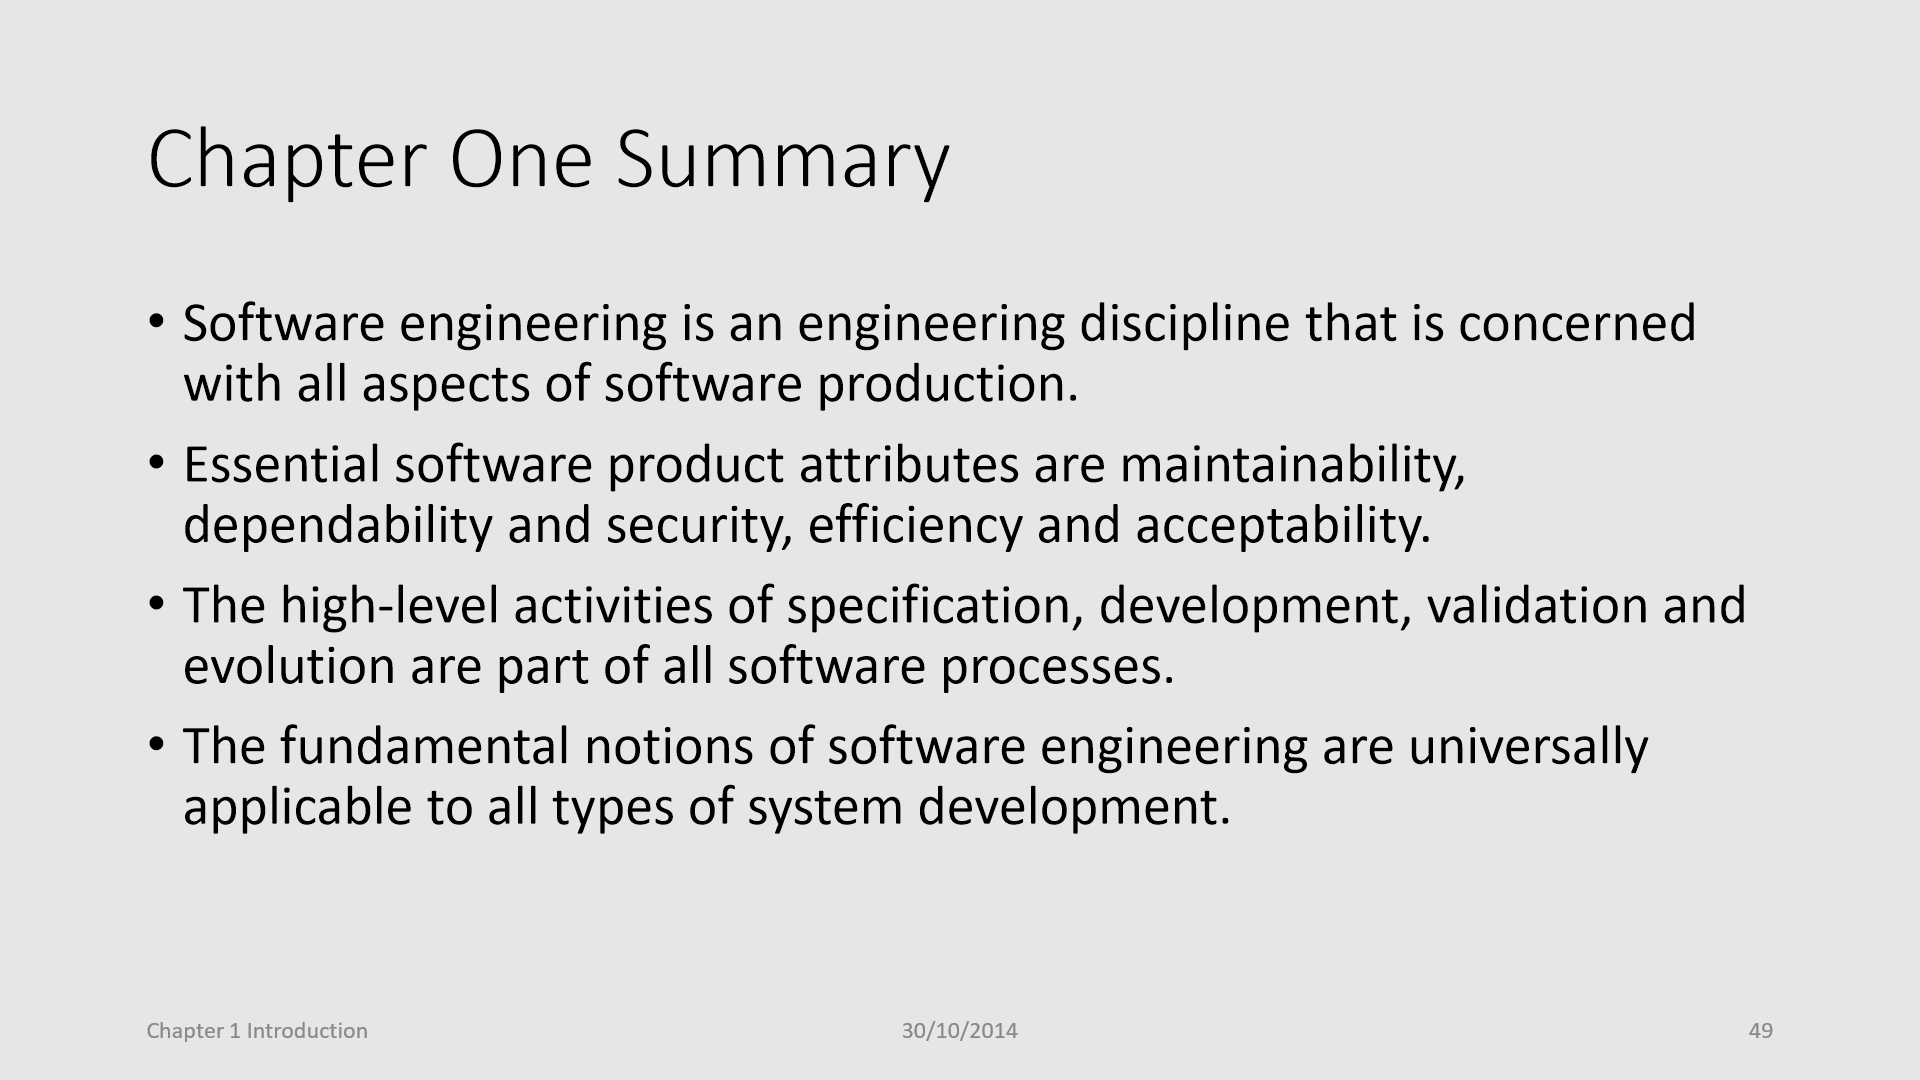 Chapter One Summary
• Software engineering is an engineering discipline that is concerned
with all aspects of software production.
• Essential software product attributes are maintainability,
dependability and security, efficiency and acceptability.
• The high-level activities of specification, development, validation and
evolution are part of all software processes.
• The fundamental notions of software engineering are universally
applicable to all types of system development.
Chapter 1 Introduction
30/10/2014
49